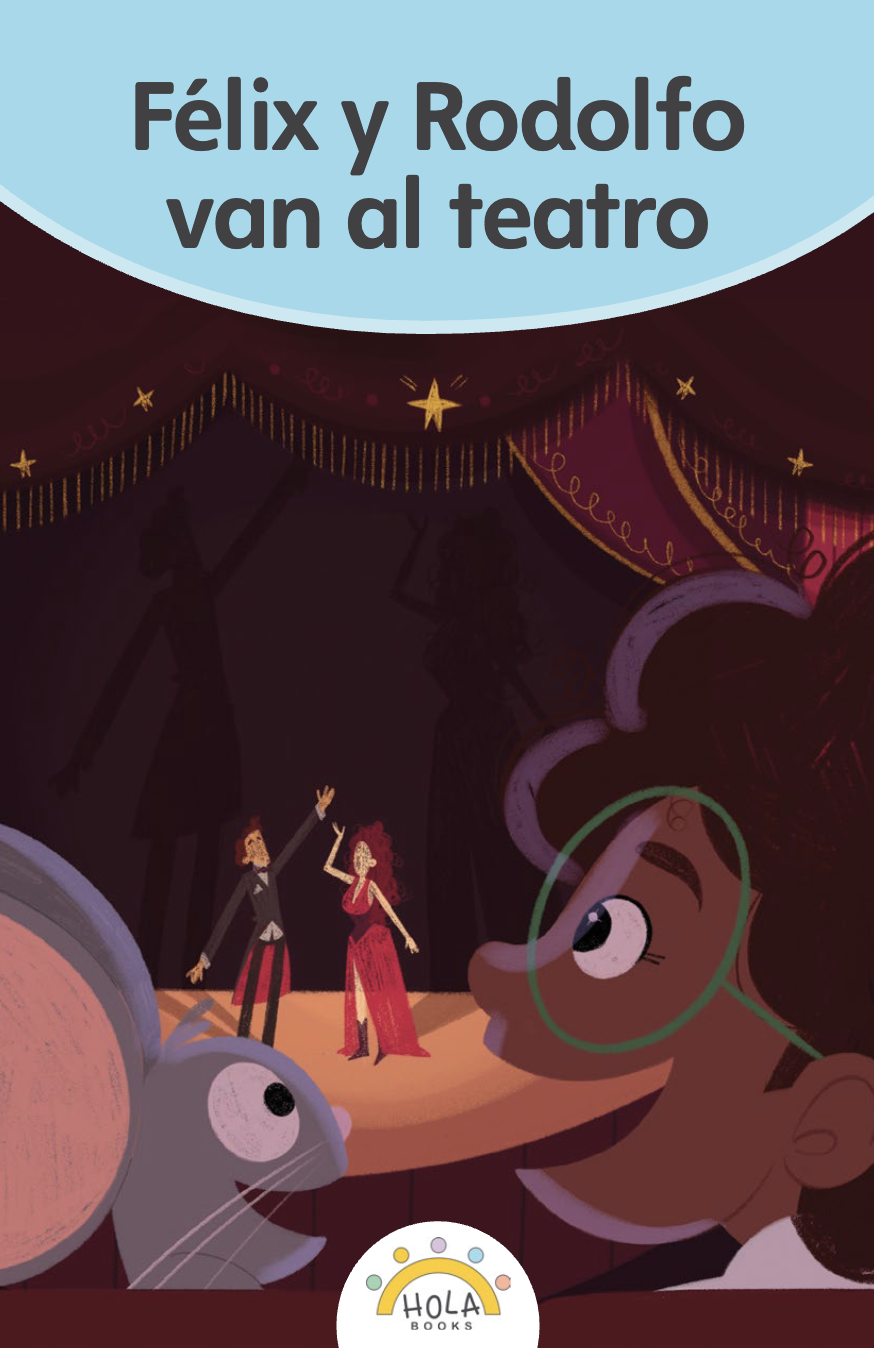 Félix y Rodolfo
van al teatro
HOLA
BOOKS